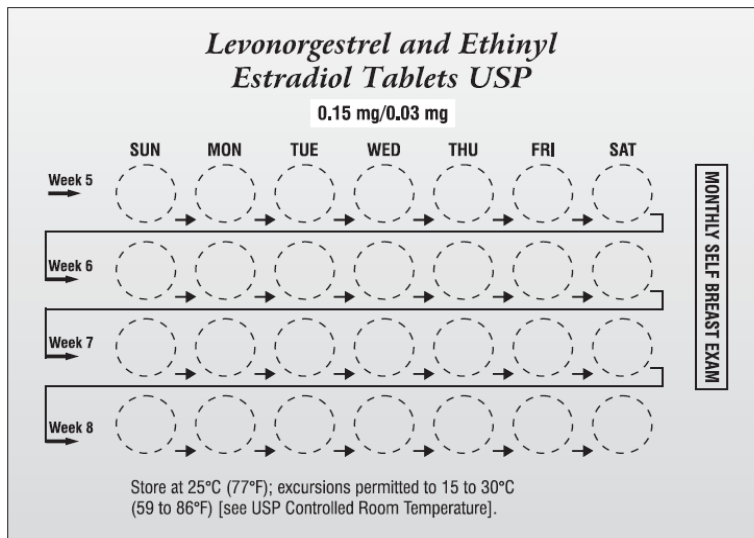 Levonorgestrel and Ethinyl
Estradiol Tablets USP
0.15 mg/0.03 mg
SUN MON TUE WED THU FRI SAT
Week 5
Week 6
Week 7
Week 8
MONTHLY SELF BREAST EXAM
Store at 25°C (77°F); excursions permitted to 15 to 30°C
(59 to 86°F) [see USP Controlled Room Temperature].